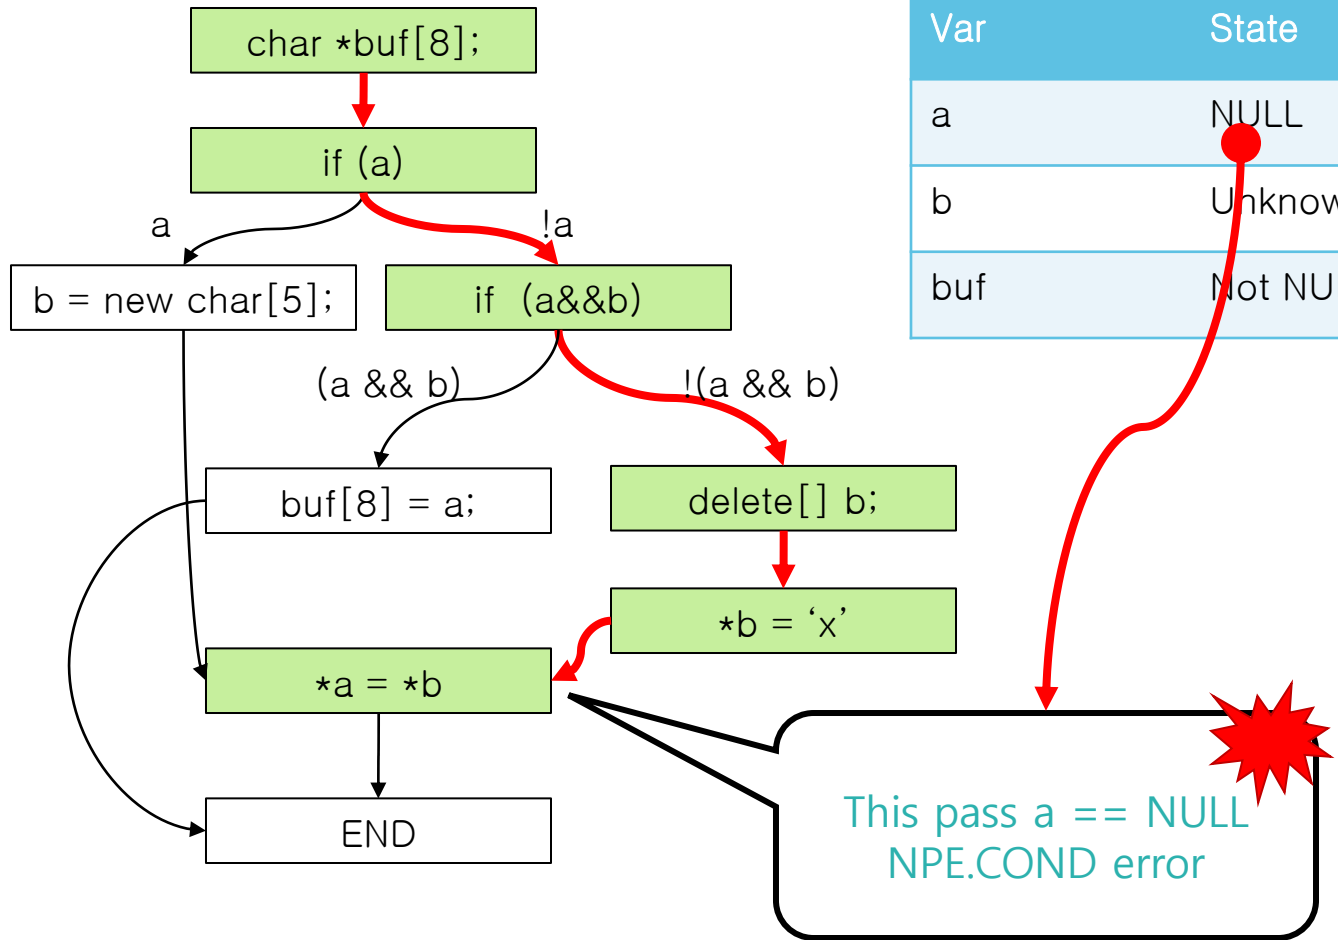 char *buf[8];
if (a)
a
!a
b = new char[5];
if (a&&b)
(a && b)
!(a && b)
buf[8] = a;
delete[] b;
*b = ‘x’
*a = *b
END
Var State
a NULL
b
buf Not
This pass a == NULL
NPE.COND error